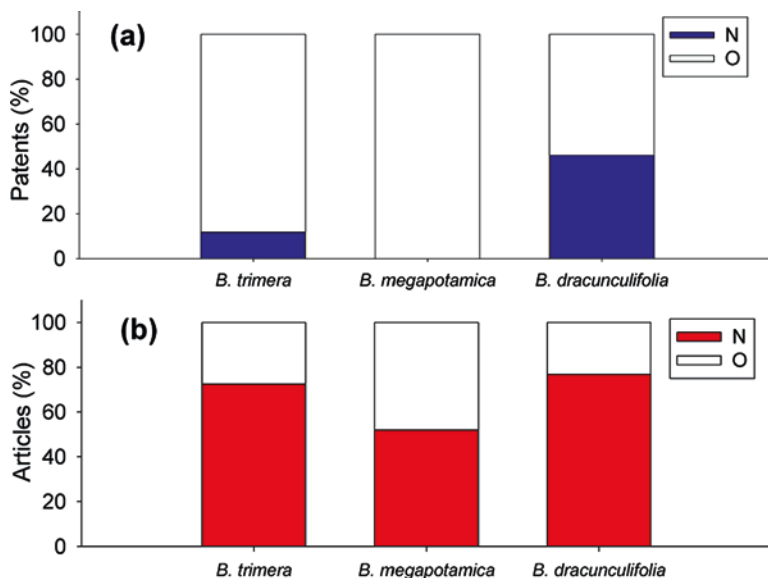 (a)
N
O
100
80
60
40
20
0
Patents (%)
B. trimera B. megapotamica B. dracunculifolia
(b)
N
O
100
80
60
40
20
0
Articles (%)
B. trimera B. megapotamica B. dracunculifolia